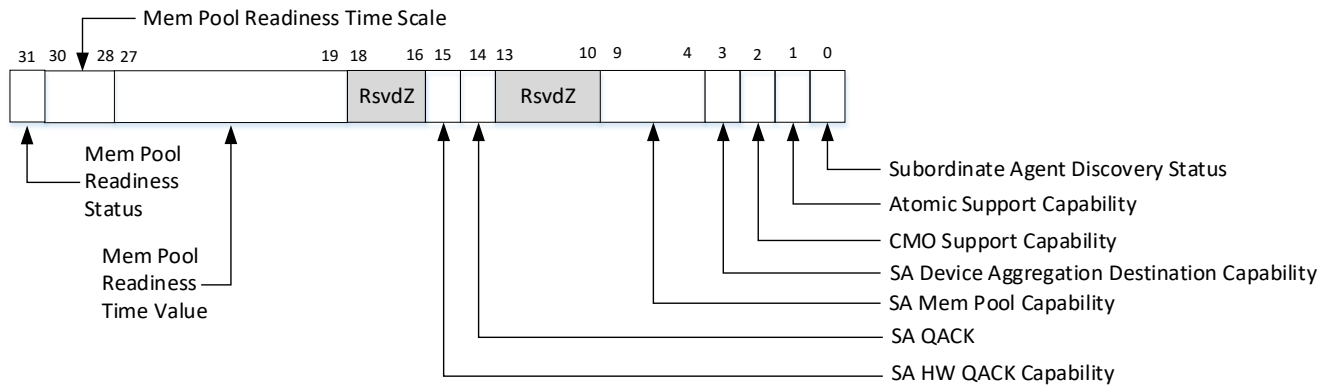 Mem Pool Readiness Time Scale
31 30 28 27 19 18 16 15 14 13 10 9 4 3 2 1 0
RsvdZ RsvdZ
Mem Pool
Readiness
Status
Mem Pool
Readiness
Time Value
Subordinate Agent Discovery Status
Atomic Support Capability
CMO Support Capability
SA Device Aggregation Destination Capability
SA Mem Pool Capability
SA QACK
SA HW QACK Capability